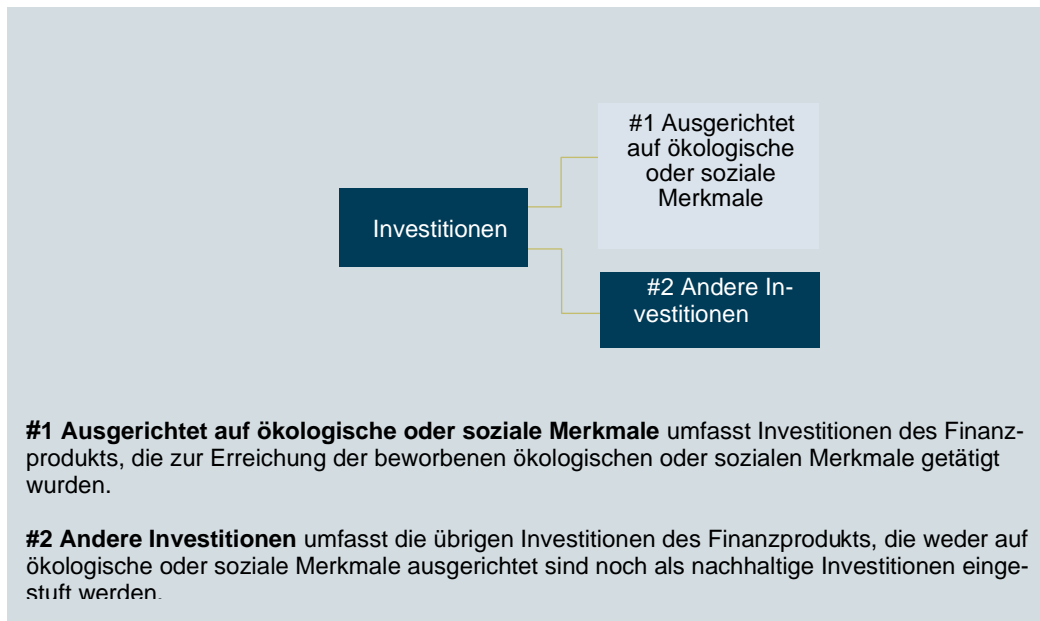 #1 Ausgerichtet
auf ökologische
oder soziale
Merkmale
Investitionen
#2 Andere In-
vestitionen
#1 Ausgerichtet auf ökologische oder soziale Merkmale umfasst Investitionen des Finanz-
produkts, die zur Erreichung der beworbenen ökologischen oder sozialen Merkmale getätigt
wurden.
#2 Andere Investitionen umfasst die übrigen Investitionen des Finanzprodukts, die weder auf
ökologische oder soziale Merkmale ausgerichtet sind noch als nachhaltige Investitionen einge-
stuft werden.